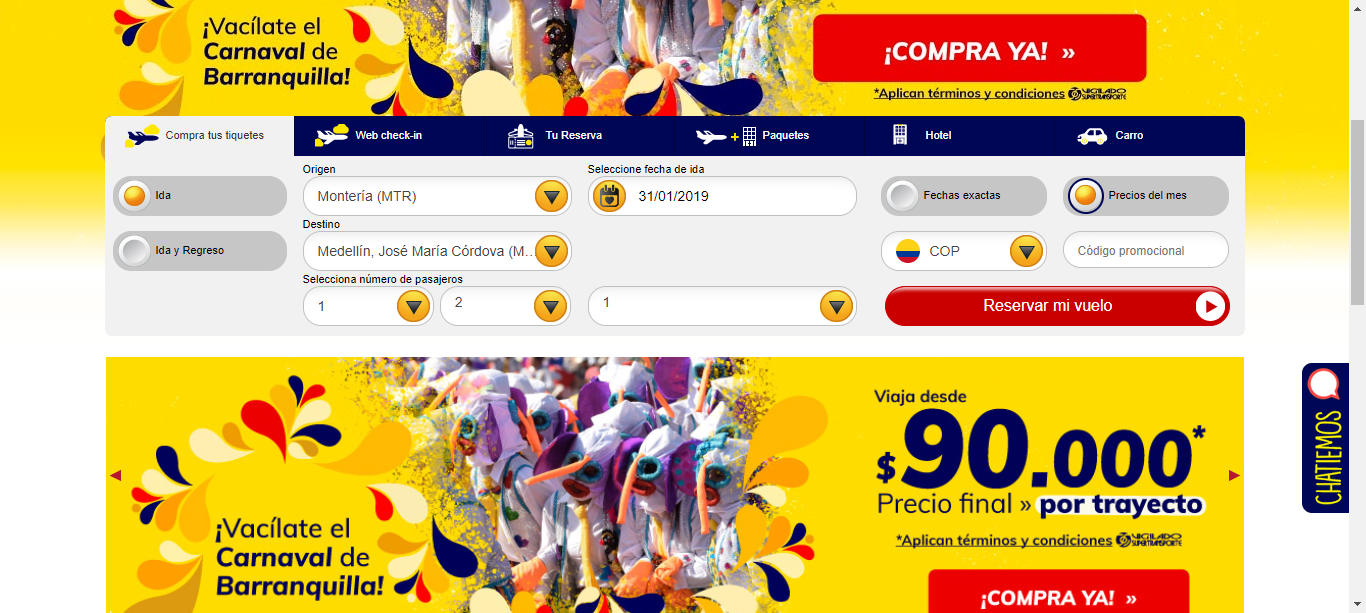 ¡Vacílate el
Carnaval de
Barranquilla!
¡COMPRA YA! »
*Aplican términos y condiciones VIGILADO
SUPERTRANSPORTE
Compra tus tiquetes
Web check-in
Tu Reserva
+
Paquetes
Hotel
Carro
Ida
Ida y Regreso
Origen
Montería (MTR)
Destino
Medellín, José María Córdova (M...
Selecciona número de pasajeros
1
2
1
Seleccione fecha de ida
31/01/2019
Fechas exactas
Precios del mes
COP
Código promocional
Reservar mi vuelo
¡Vacílate el
Carnaval de
Barranquilla!
Viaja desde
$90.000*
Precio final » por trayecto
*Aplican términos y condiciones VIGILADO
SUPERTRANSPORTE
¡COMPRA YA! »
CHATIEMOS